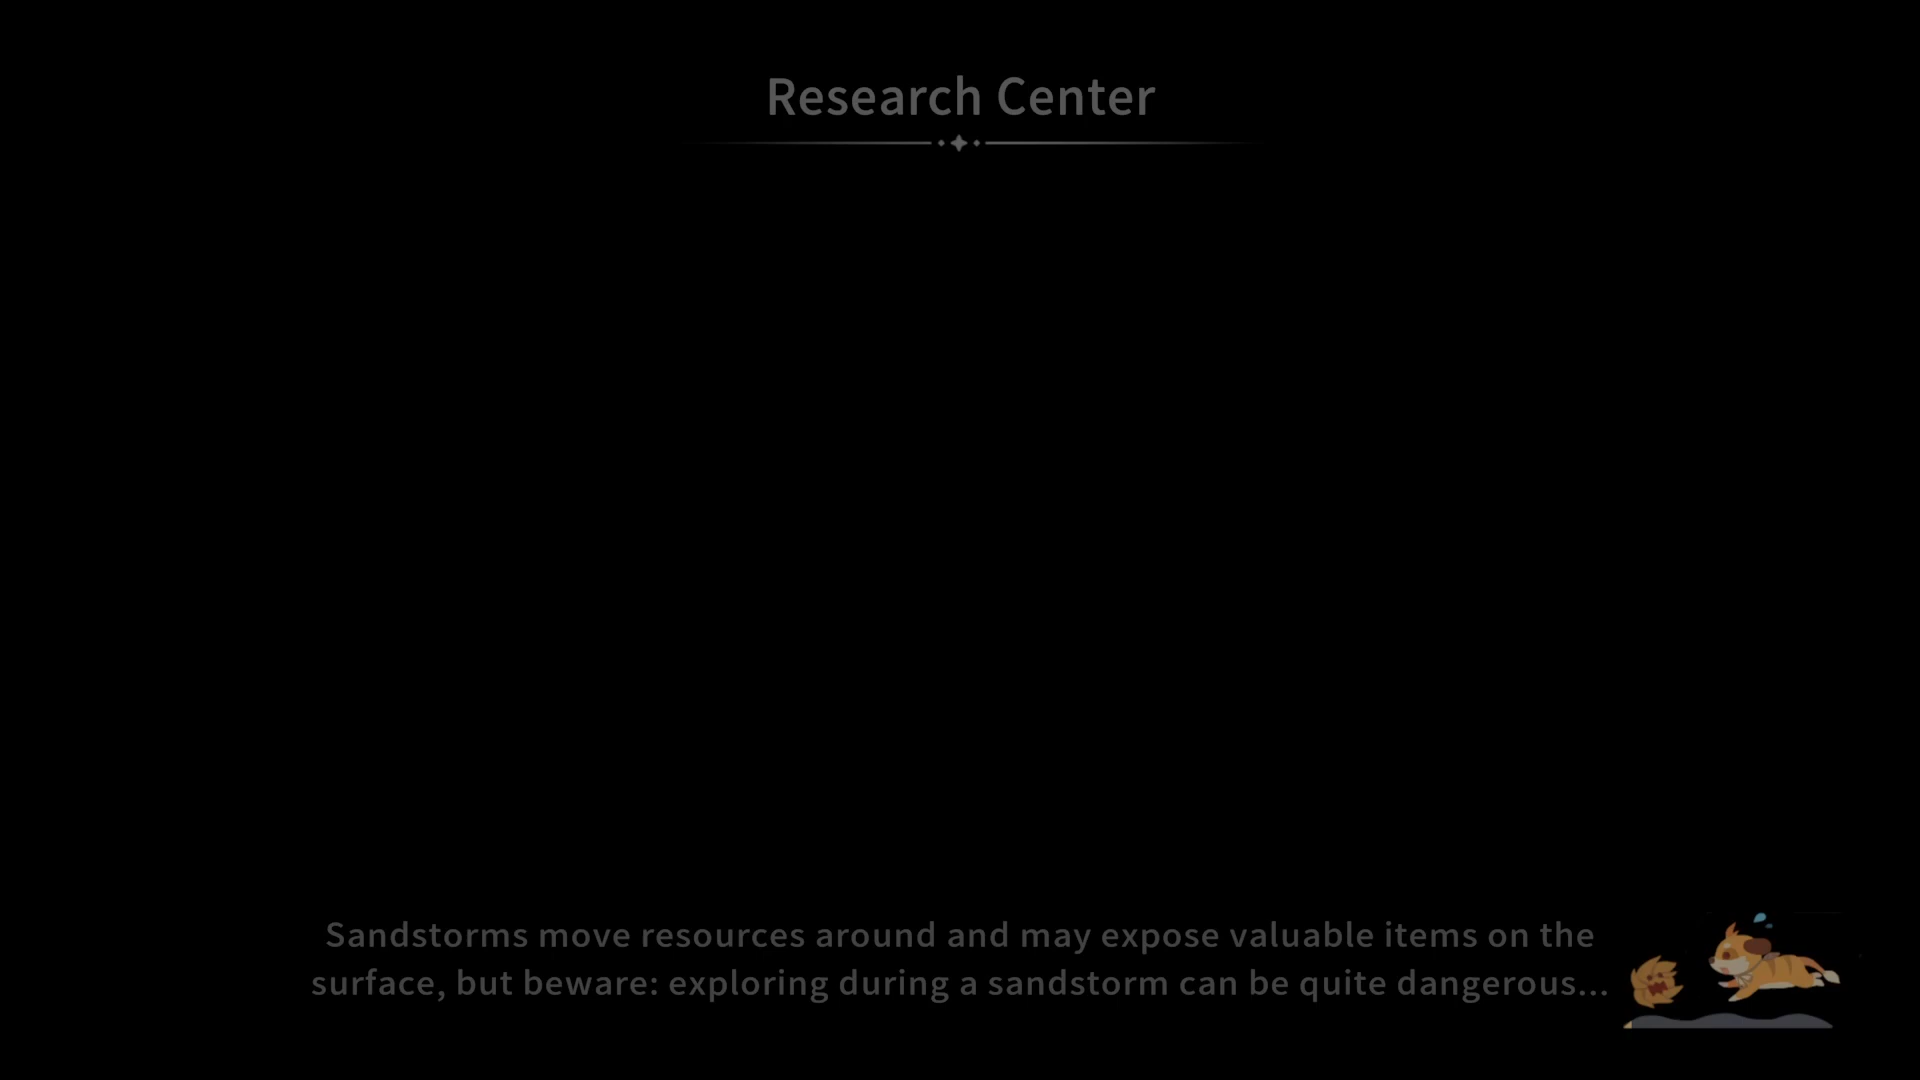 Research Center
Sandstorms move resources around and may expose valuable items on the
surface, but beware: exploring during a sandstorm can be quite dangerous...